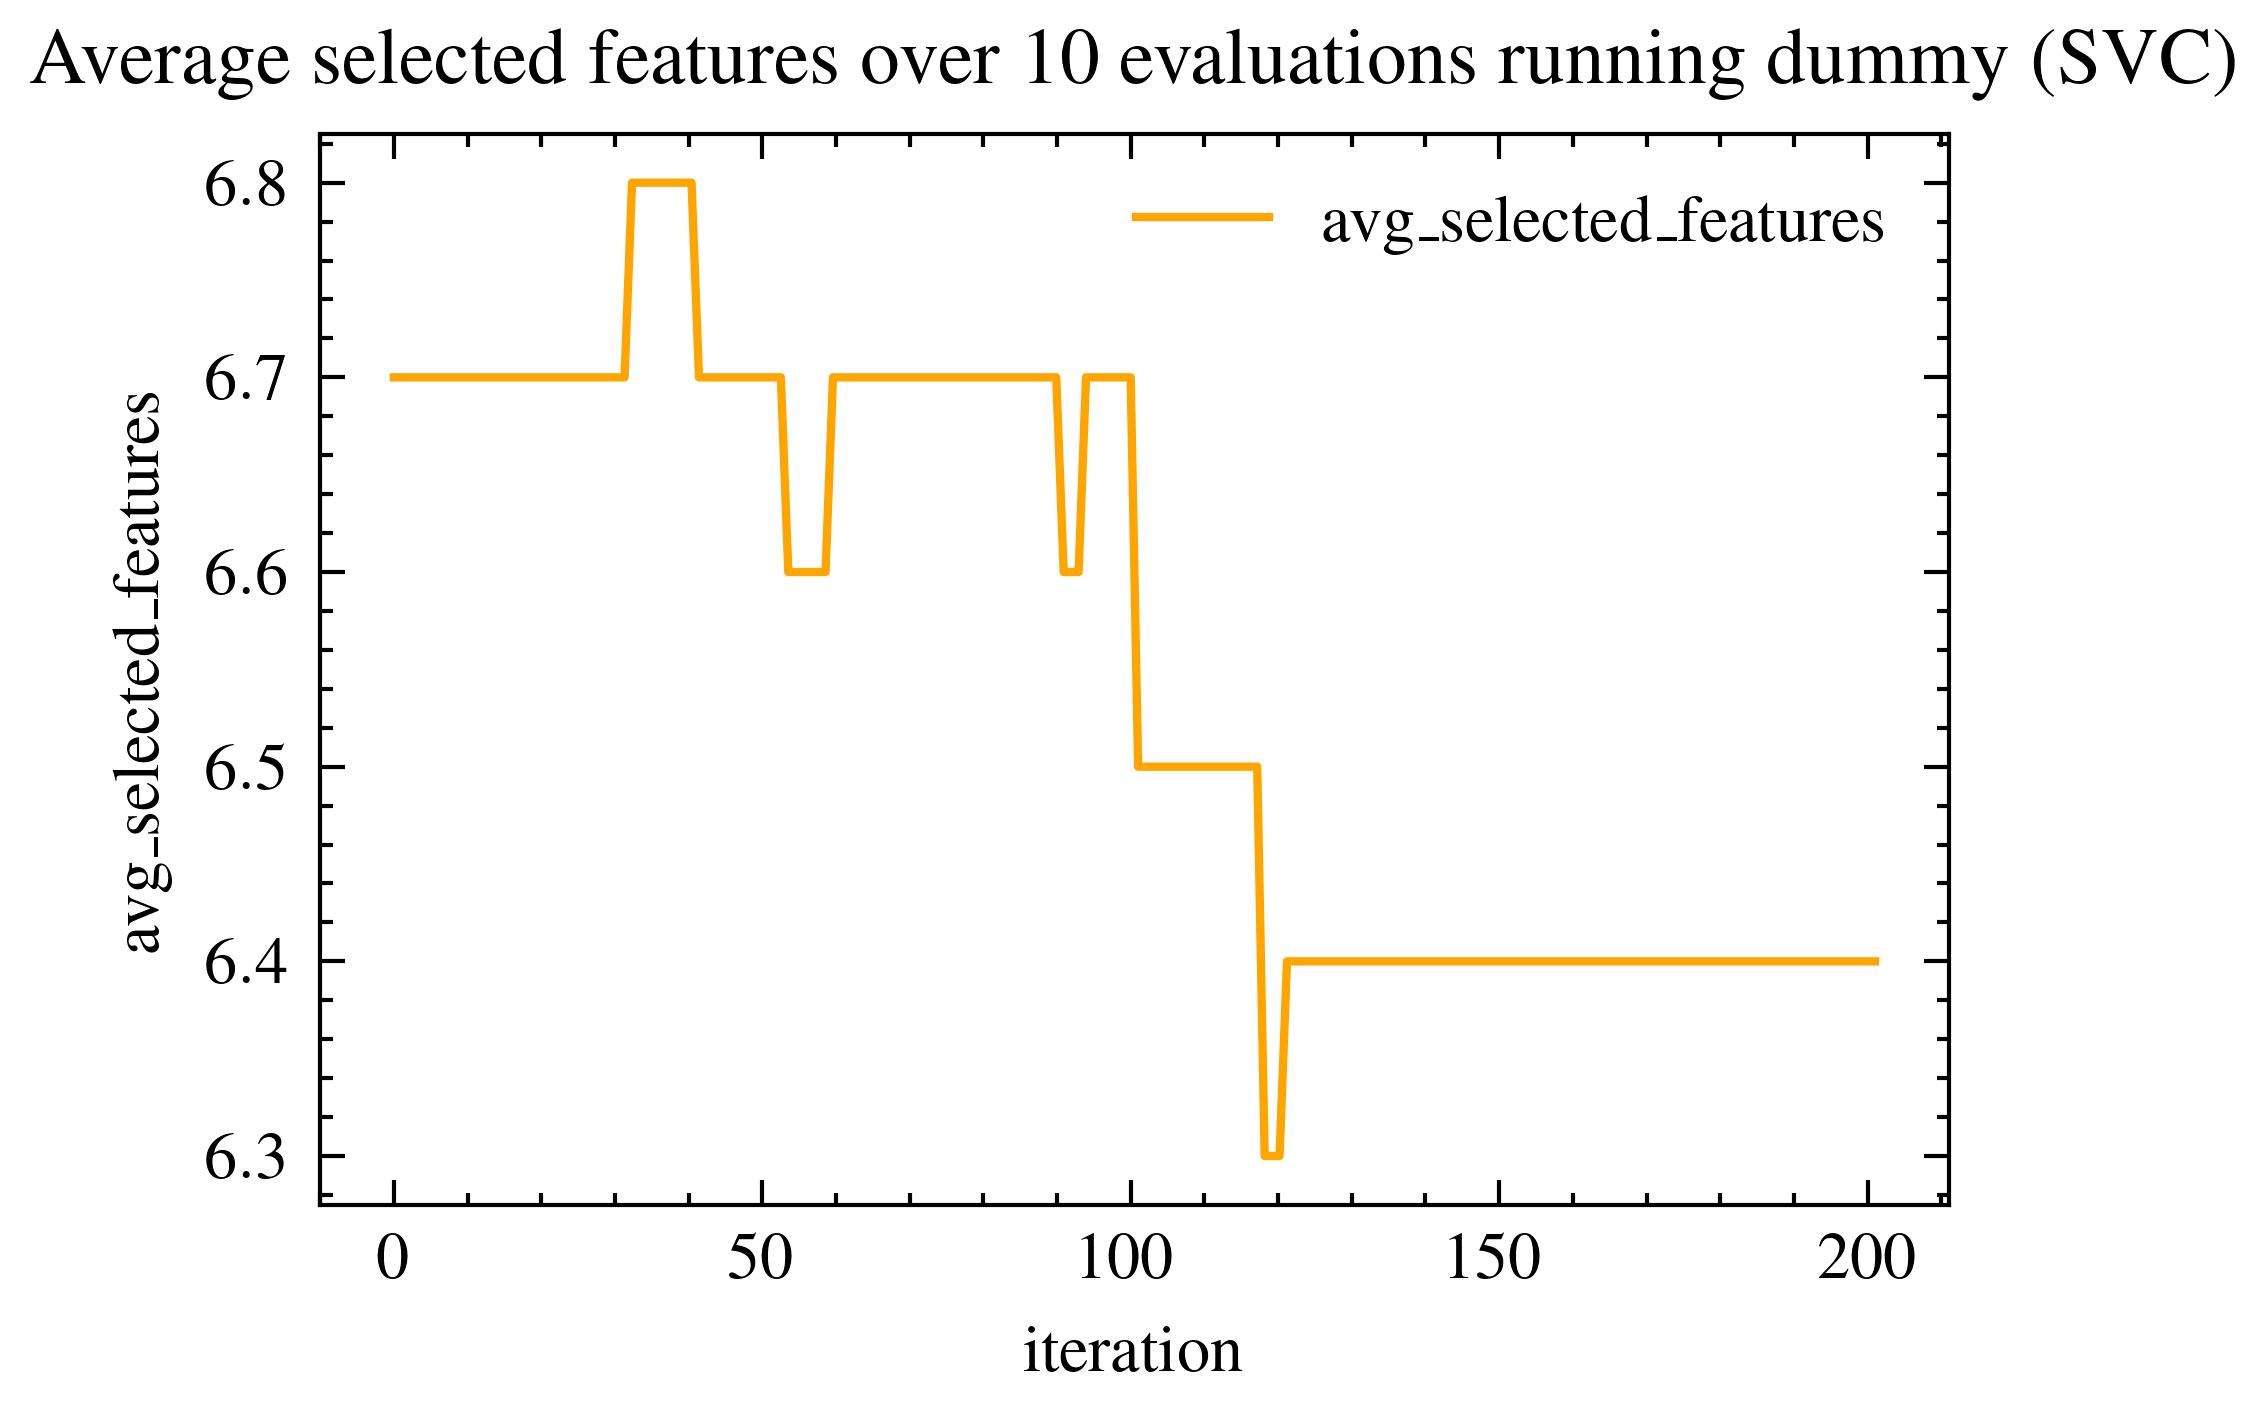 Average selected features over 10 evaluations running dummy (SVC)
avg_selected_features
6.8
6.7
6.6
6.5
6.4
6.3
avg_selected_features
0 50 100 150 200
iteration